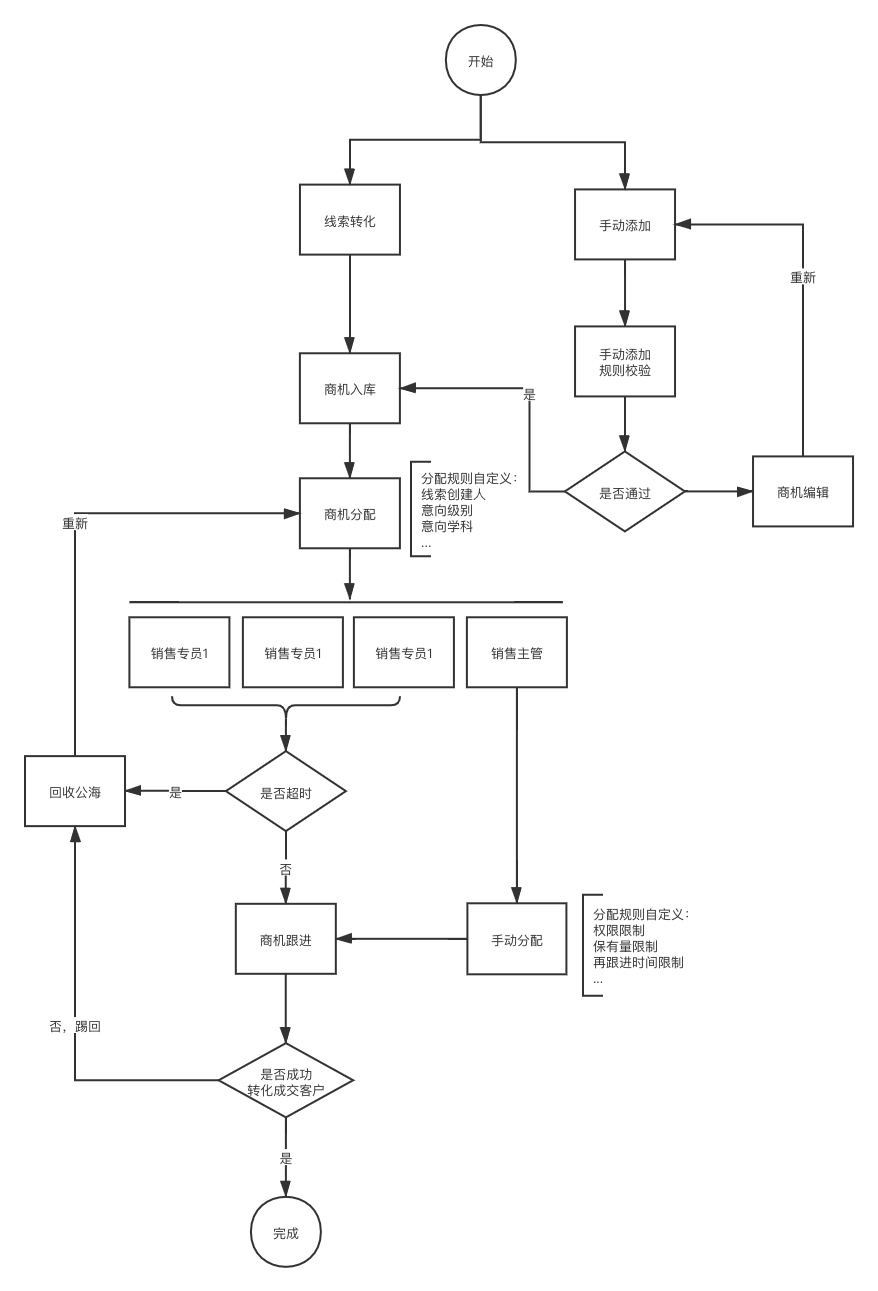 开始
线索转化
手动添加
重新
手动添加
规则校验
商机入库
是
分配规则自定义：
线索创建人
意向级别
意向学科
...
是否通过
商机编辑
商机分配
重新
销售专员1
销售专员1
销售专员1
销售主管
回收公海
是
是否超时
否
分配规则自定义：
权限限制
保有量限制
再跟进时间限制
...
商机跟进
手动分配
否，踢回
是否成功
转化成交客户
是
完成